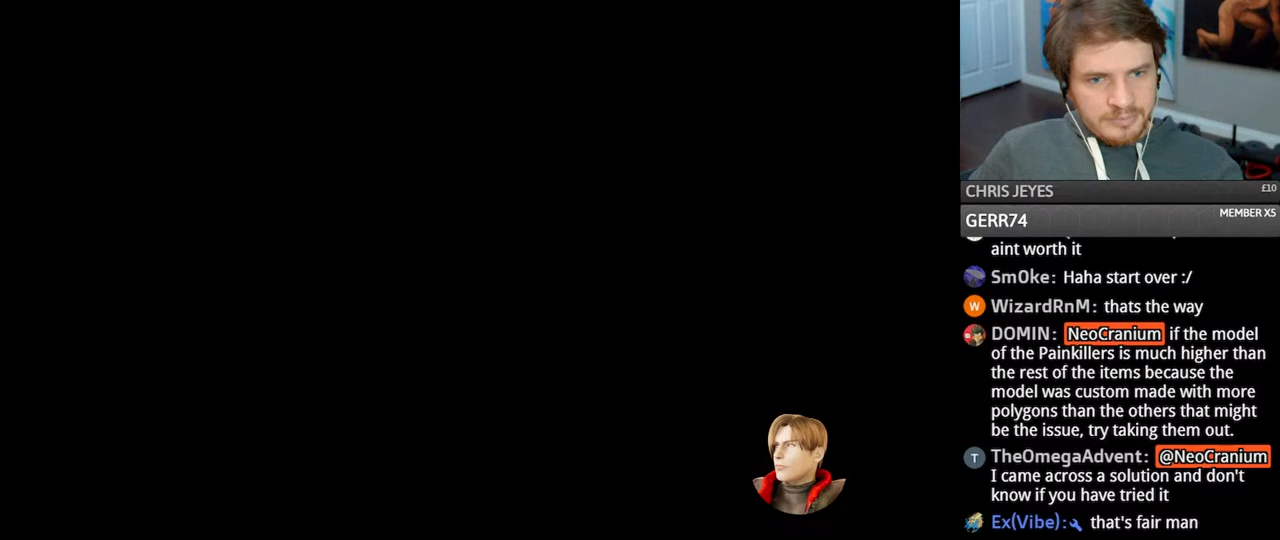 CHRIS JEYES £10
GERR74 MEMBER X5
aint worth it
Sm0ke: Haha start over :/
W WizardRnM: thats the way
DOMIN: NeoCranium if the model
of the Painkillers is much higher than
the rest of the items because the
model was custom made with more
polygons than the others that might
be the issue, try taking them out.
T TheOmegaAdvent: @NeoCranium
I came across a solution and don't
know if you have tried it
Ex(Vibe): that's fair man